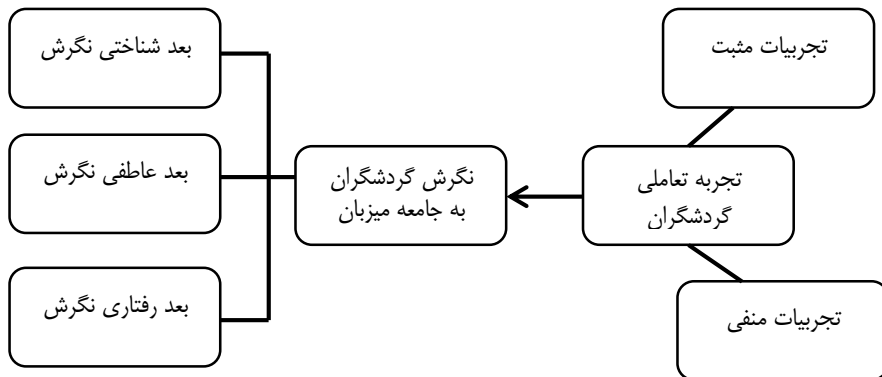 تجربیات مثبت
تجربه تعاملی
گردشگران
تجربیات منفی
نگرش گردشگران
به جامعه میزبان
بعد شناختی نگرش
بعد عاطفی نگرش
بعد رفتاری نگرش